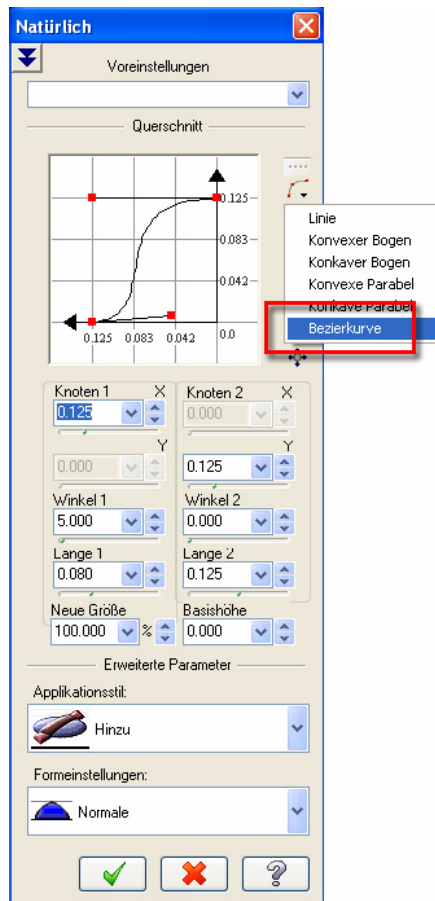 Natürlich
Voreinstellungen
Querschnitt
0.125
0.083
0.042
0.125 0.083 0.042 0.0
Linie
Konvexer Bogen
Konkaver Bogen
Konvexe Parabel
Konkave Parabel
Bezierkurve
Knoten 1 X Knoten 2 X
0.125 0.000
Y Y
0.000 0.125
Winkel 1 Winkel 2
5.000 0.000
Lange 1 Lange 2
0.080 0.125
Neue Größe Basishöhe
100.000 % 0.000
Erweiterte Parameter
Applikationsstil:
Hinzu
Formeinstellungen:
Normale